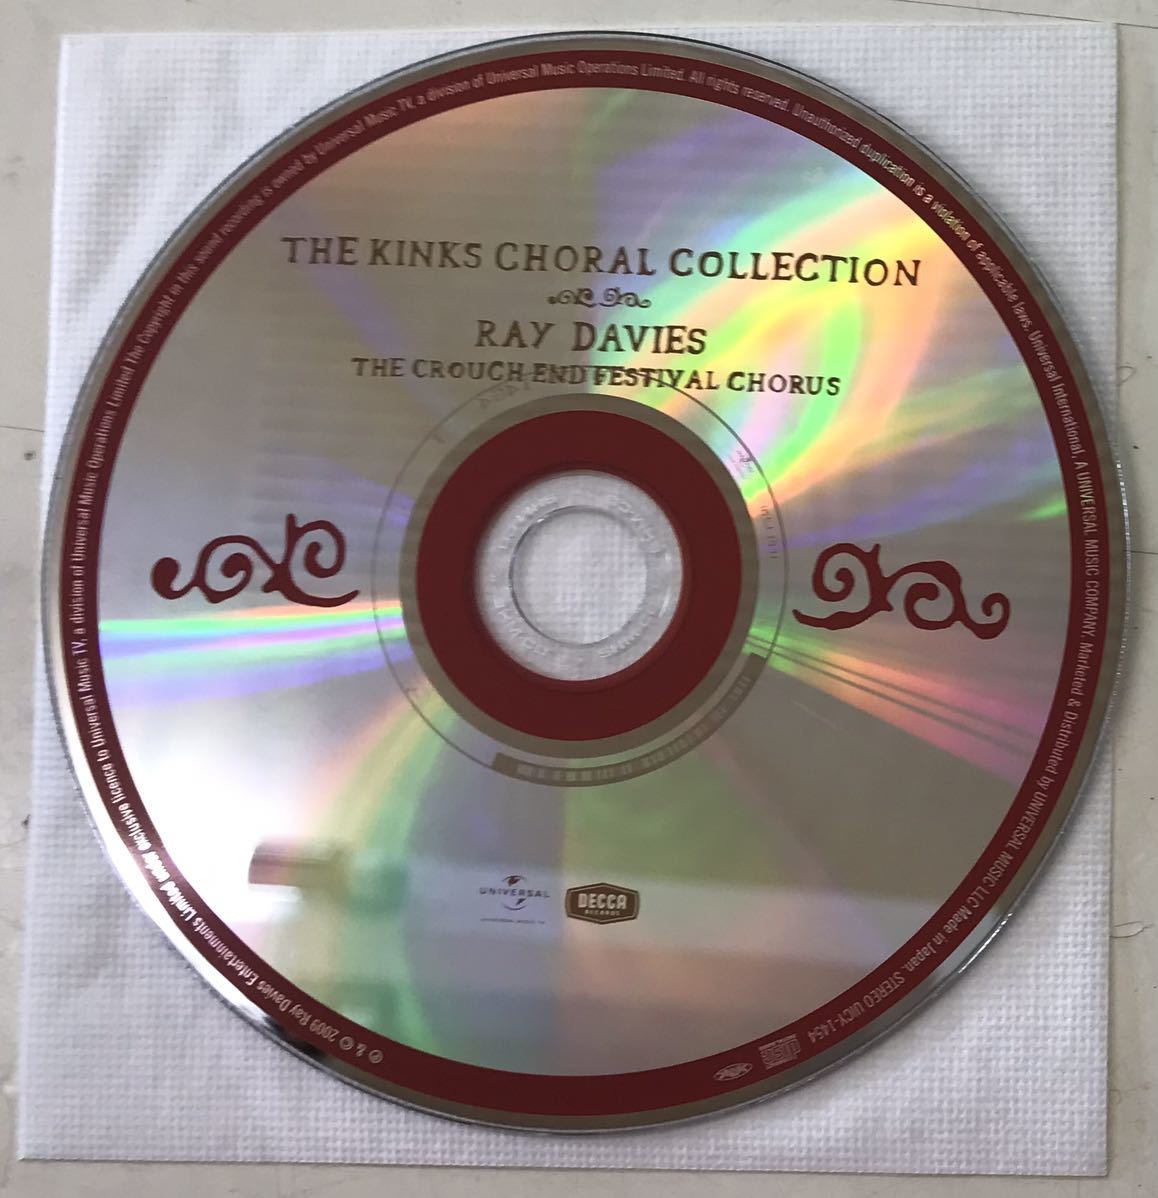 THE KINKS CHORAL COLLECTION
RAY DAVIES
THE CROUCH END FESTIVAL CHORUS
UNIVERSAL
UNIVERSAL MUSIC TV
DECCA
RECORDS
℗ & © 2009 Ray Davies Entertainments Limited under exclusive licence to Universal Music TV, a division of Universal Music Operations Limited The Copyright in this sound recording is owned by Universal Music TV, a division of Universal Music Operations Limited. All rights reserved. Unauthorized duplication is a violation of applicable laws. Universal International, A UNIVERSAL MUSIC COMPANY. Marketed & Distributed by UNIVERSAL MUSIC LLC Made in Japan. STEREO UICY-1454